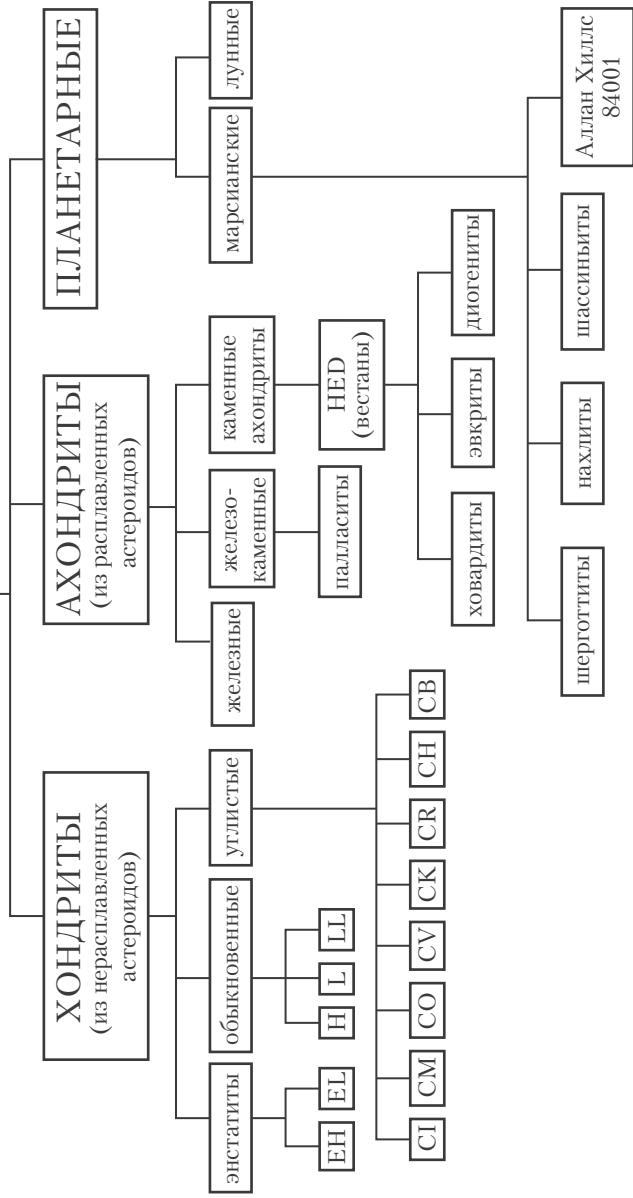 ХОНДРИТЫ
(из нерасплавленных
астероидов)
АХОНДРИТЫ
(из расплавленных
астероидов)
ПЛАНЕТАРНЫЕ
энстатиты
обыкновенные
углистые
железные
железо-
каменные
каменные
ахондриты
марсианские
лунные
EH
EL
H
L
LL
палласиты
HED
(вестаны)
CI
CM
CO
CV
CK
CR
CH
CB
ховардиты
эвкриты
диогениты
шерготтиты
нахлиты
шассиньиты
Аллан Хиллс
84001